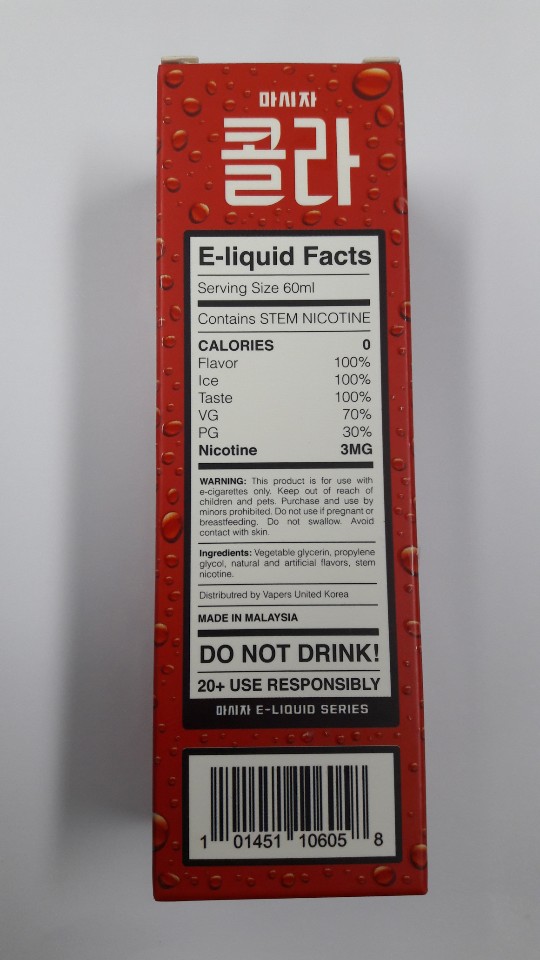 마시자
콜라
E-liquid Facts
Serving Size 60ml
Contains STEM NICOTINE
CALORIES 0
Flavor 100%
Ice 100%
Taste 100%
VG 70%
PG 30%
Nicotine 3MG
WARNING: This product is for use with
e-cigarettes only. Keep out of reach of
children and pets. Purchase and use by
minors prohibited. Do not use if pregnant or
breastfeeding. Do not swallow. Avoid
contact with skin.
Ingredients: Vegetable glycerin, propylene
glycol, natural and artificial flavors, stem
nicotine.
Distributred by Vapers United Korea
MADE IN MALAYSIA
DO NOT DRINK!
20+ USE RESPONSIBLY
마시자 E-LIQUID SERIES
1 01451 10605 8